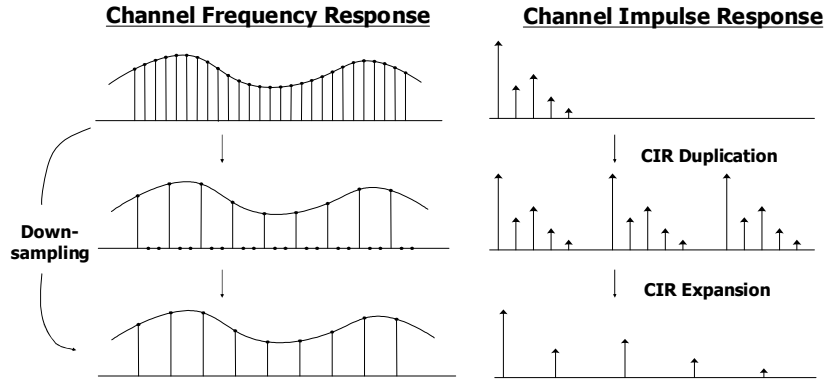 Channel Frequency Response
Channel Impulse Response
CIR Duplication
Down-
sampling
CIR Expansion